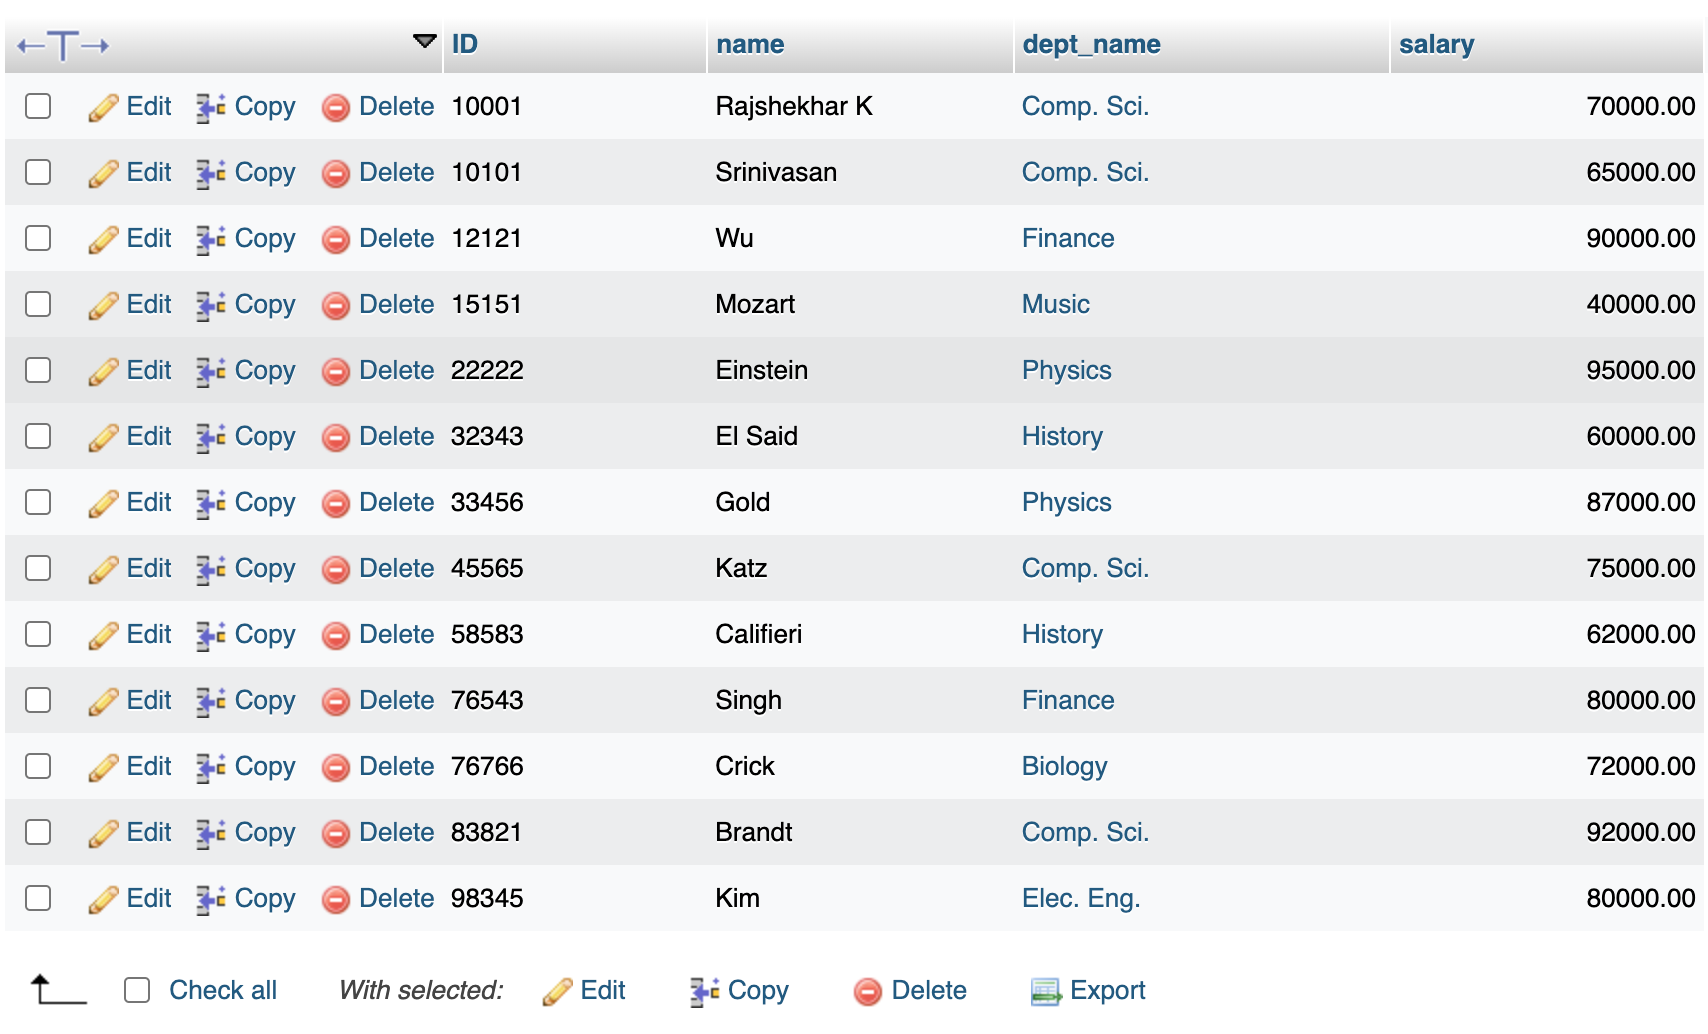 ID name dept_name salary
Edit Copy Delete 10001 Rajshekhar K Comp. Sci. 70000.00
Edit Copy Delete 10101 Srinivasan Comp. Sci. 65000.00
Edit Copy Delete 12121 Wu Finance 90000.00
Edit Copy Delete 15151 Mozart Music 40000.00
Edit Copy Delete 22222 Einstein Physics 95000.00
Edit Copy Delete 32343 El Said History 60000.00
Edit Copy Delete 33456 Gold Physics 87000.00
Edit Copy Delete 45565 Katz Comp. Sci. 75000.00
Edit Copy Delete 58583 Califieri History 62000.00
Edit Copy Delete 76543 Singh Finance 80000.00
Edit Copy Delete 76766 Crick Biology 72000.00
Edit Copy Delete 83821 Brandt Comp. Sci. 92000.00
Edit Copy Delete 98345 Kim Elec. Eng. 80000.00
Check all With selected: Edit Copy Delete Export